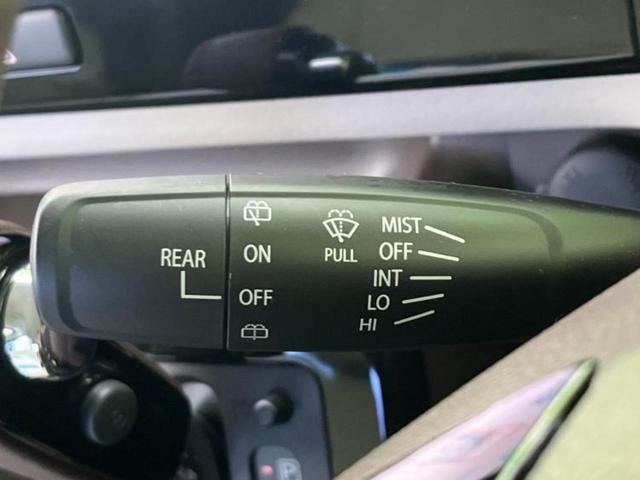 REAR
ON
OFF
PULL
MIST
OFF
INT
LO
HI
P